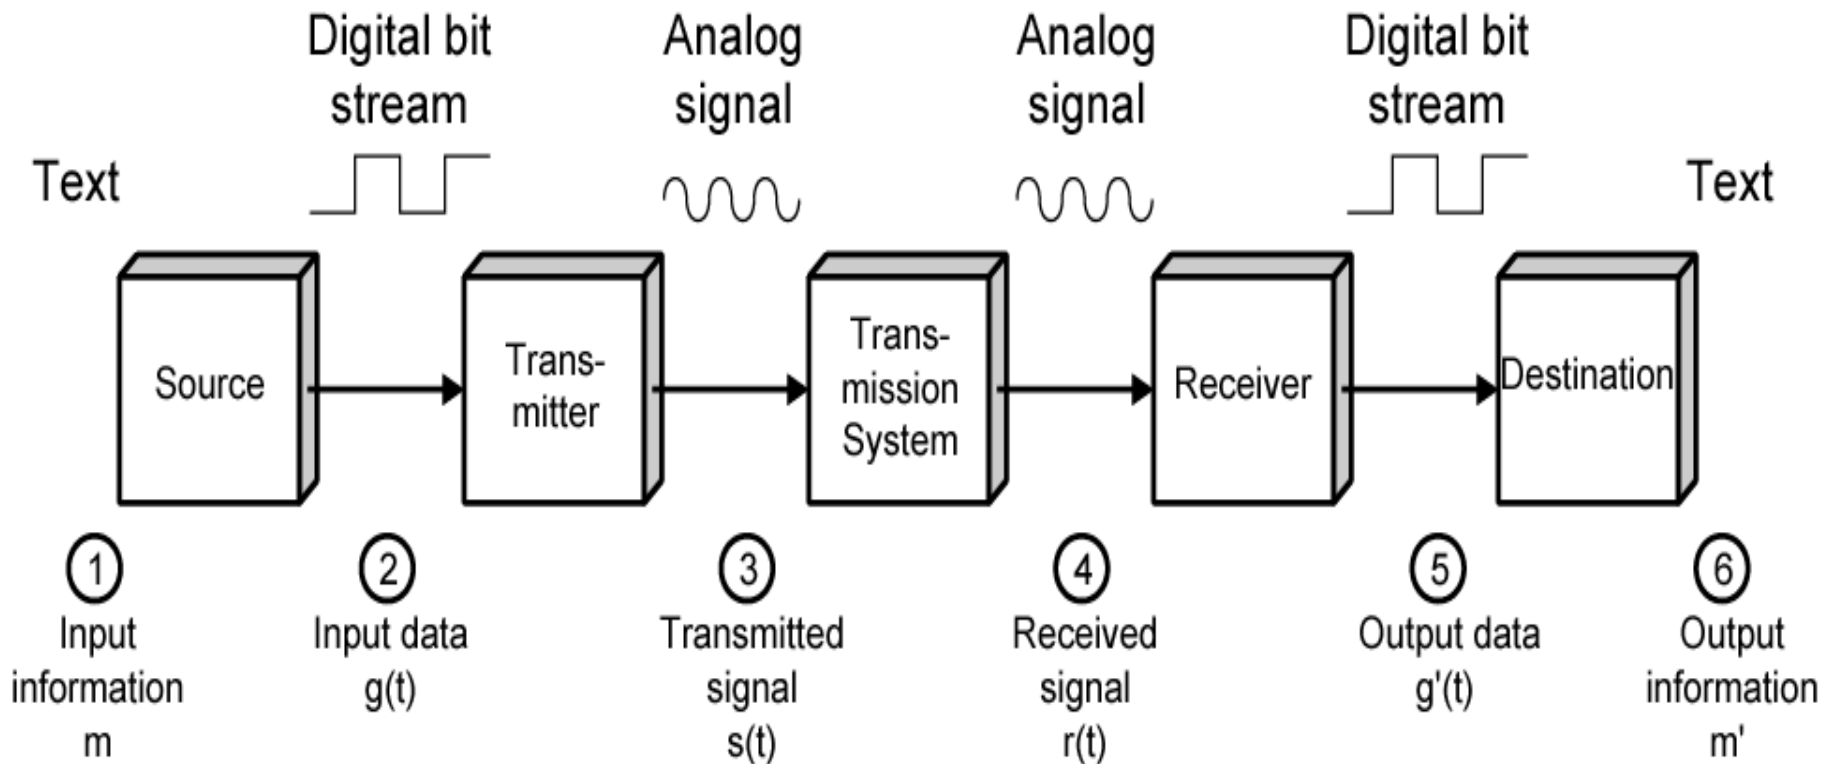 Digital bit
stream
Analog
signal
Analog
signal
Digital bit
stream
Text
Text
Source
Trans-
mitter
Trans-
mission
System
Receiver
Destination
1
Input
information
m
2
Input data
g(t)
3
Transmitted
signal
s(t)
4
Received
signal
r(t)
5
Output data
g'(t)
6
Output
information
m'